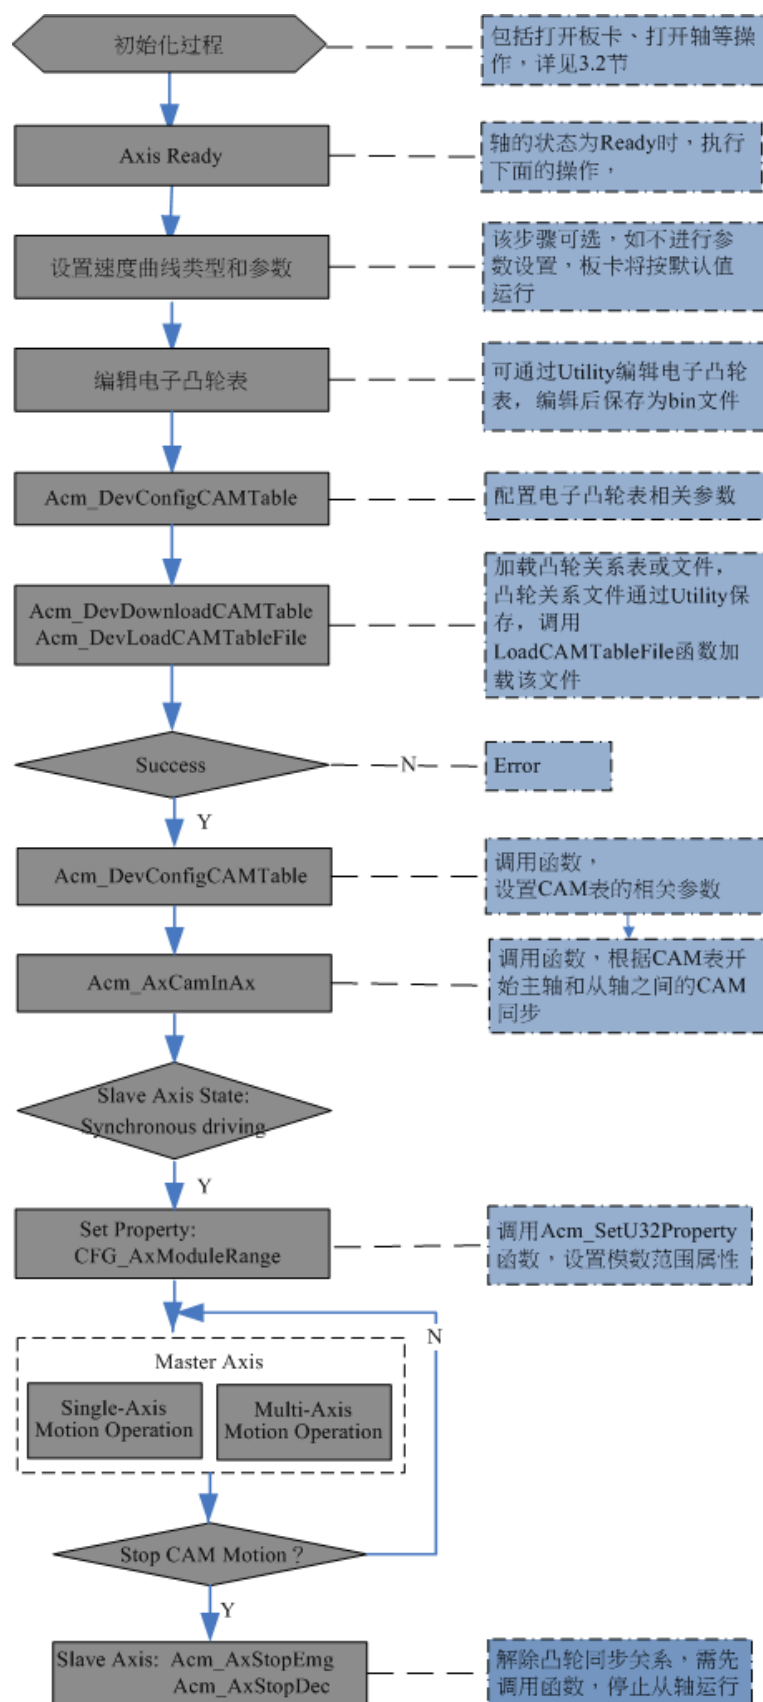 初始化过程
包括打开板卡、打开轴等操
作，详见3.2节
Axis Ready
轴的状态为Ready时，执行
下面的操作，
设置速度曲线类型和参数
该步骤可选，如不进行参
数设置，板卡将按默认值
运行
编辑电子凸轮表
可通过Utility编辑电子凸轮
表，编辑后保存为bin文件
Acm_DevConfigCAMTable
配置电子凸轮表相关参数
Acm_DevDownloadCAMTable
Acm_DevLoadCAMTableFile
加载凸轮关系表或文件，
凸轮关系文件通过Utility保
存，调用
LoadCAMTableFile函数加
载该文件
Success
N
Error
Y
Acm_DevConfigCAMTable
调用函数，
设置CAM表的相关参数
Acm_AxCamInAx
调用函数，根据CAM表开
始主轴和从轴之间的CAM
同步
Slave Axis State:
Synchronous driving
Y
Set Property:
CFG_AxModuleRange
调用Acm_SetU32Property
函数，设置模数范围属性
N
Master Axis
Single-Axis
Motion Operation
Multi-Axis
Motion Operation
Stop CAM Motion？
Y
Slave Axis: Acm_AxStopEmg
Acm_AxStopDec
解除凸轮同步关系，需先
调用函数，停止从轴运行